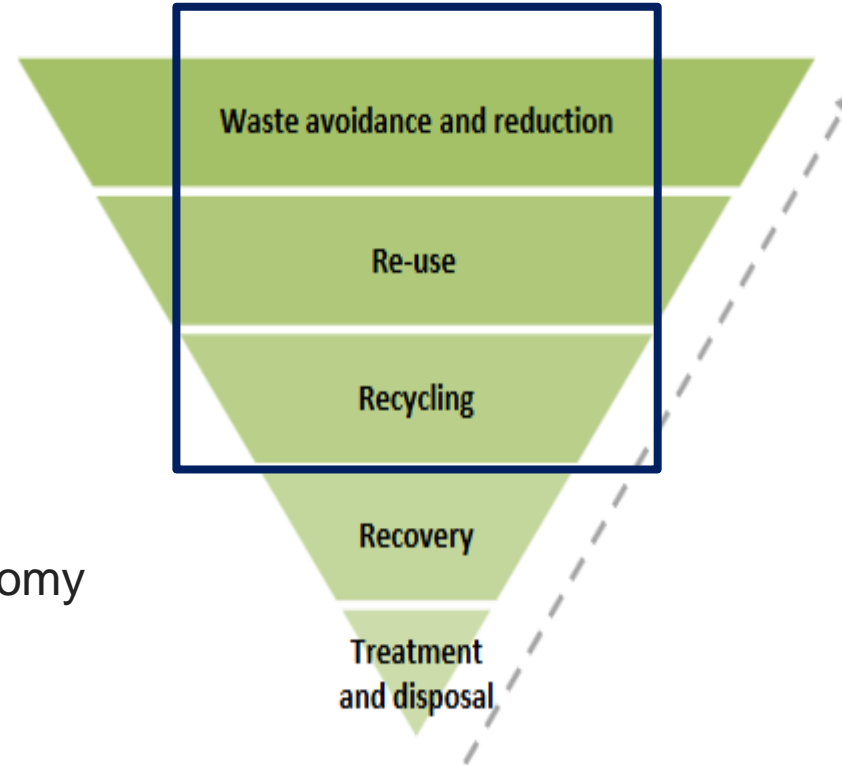 Waste avoidance and reduction
Re-use
Recycling
Recovery
omy
Treatment
and disposal